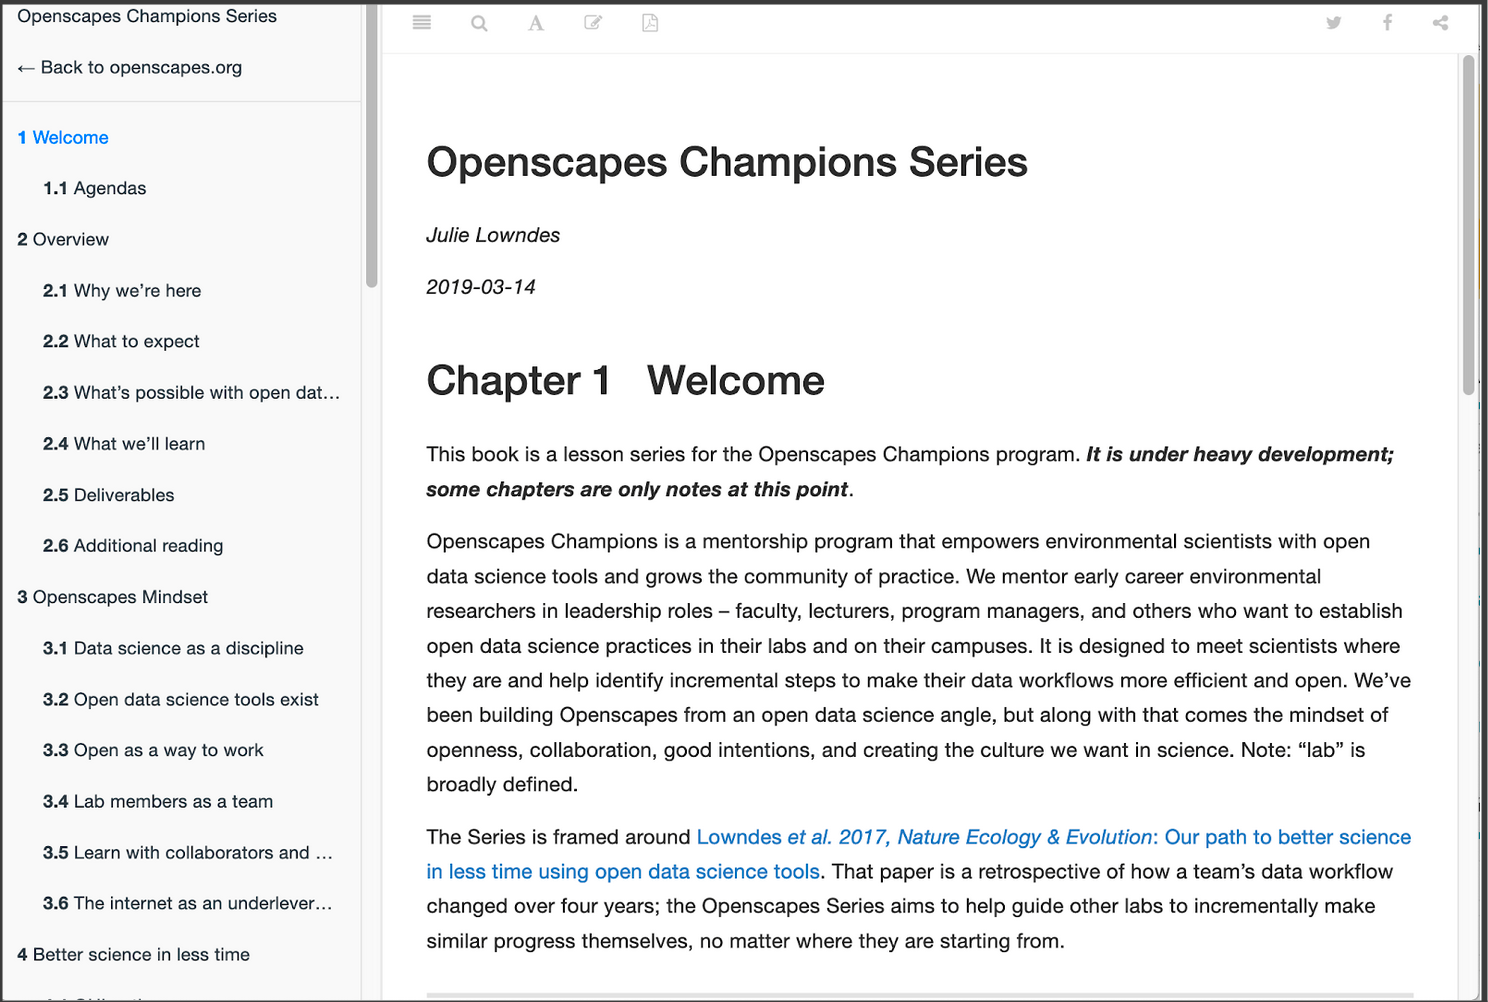 Openscapes Champions Series
← Back to openscapes.org
1 Welcome
1.1 Agendas
2 Overview
2.1 Why we’re here
2.2 What to expect
2.3 What’s possible with open dat…
2.4 What we’ll learn
2.5 Deliverables
2.6 Additional reading
3 Openscapes Mindset
3.1 Data science as a discipline
3.2 Open data science tools exist
3.3 Open as a way to work
3.4 Lab members as a team
3.5 Learn with collaborators and …
3.6 The internet as an underlever…
4 Better science in less time
Openscapes Champions Series
Julie Lowndes
2019-03-14
Chapter 1 Welcome
This book is a lesson series for the Openscapes Champions program. It is under heavy development;
some chapters are only notes at this point.
Openscapes Champions is a mentorship program that empowers environmental scientists with open
data science tools and grows the community of practice. We mentor early career environmental
researchers in leadership roles – faculty, lecturers, program managers, and others who want to establish
open data science practices in their labs and on their campuses. It is designed to meet scientists where
they are and help identify incremental steps to make their data workflows more efficient and open. We’ve
been building Openscapes from an open data science angle, but along with that comes the mindset of
openness, collaboration, good intentions, and creating the culture we want in science. Note: “lab” is
broadly defined.
The Series is framed around Lowndes et al. 2017, Nature Ecology & Evolution: Our path to better science
in less time using open data science tools. That paper is a retrospective of how a team’s data workflow
changed over four years; the Openscapes Series aims to help guide other labs to incrementally make
similar progress themselves, no matter where they are starting from.